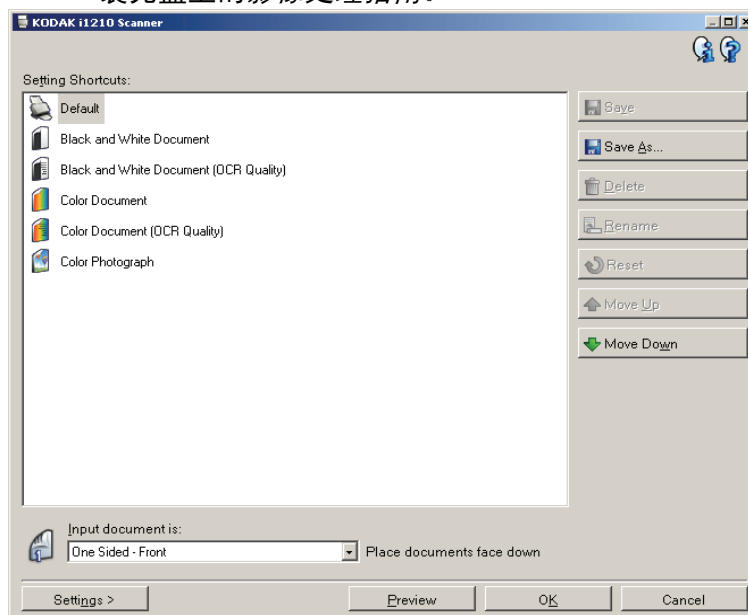 KODAK i1210 Scanner
Setting Shortcuts:
Default
Black and White Document
Black and White Document (OCR Quality)
Color Document
Color Document (OCR Quality)
Color Photograph
Save
Save As...
Delete
Rename
Reset
Move Up
Move Down
Input document is:
One Sided - Front
Place documents face down
Settings >
Preview
OK
Cancel